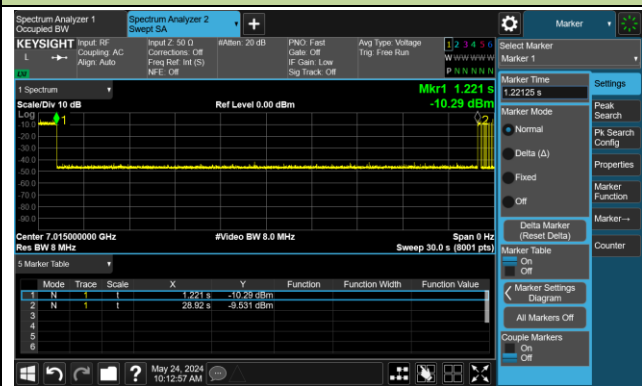 Spectrum Analyzer 1
Occupied BW
Spectrum Analyzer 2
Swept SA
Marker
KEYSIGHT
L
Input: RF
Coupling: AC
Align: Auto
Input Z: 50 Ω
Corrections: Off
Freq Ref: Int (S)
NFE: Off
#Atten: 20 dB
PNO: Fast
Gate: Off
IF Gain: Low
Sig Track: Off
Avg Type: Voltage
Trig: Free Run
1 2 3 4 5 6
W W W W W W
P N N N N N
Select Marker
Marker 1
1 Spectrum
Mkr1 1.221 s
Scale/Div 10 dB
Ref Level 0.00 dBm
-10.29 dBm
Log
-10.0
-20.0
-30.0
-40.0
-50.0
-60.0
-70.0
-80.0
-90.0
1
2
Center 7.015000000 GHz
#Video BW 8.0 MHz
Span 0 Hz
Res BW 8 MHz
Sweep 30.0 s (8001 pts)
5 Marker Table
Mode Trace Scale X Y Function Function Width Function Value
1 N 1 t 1.221 s -10.29 dBm
2 N 1 t 28.92 s -9.531 dBm
3
4
5
6
Marker Time
1.22125 s
Marker Mode
Normal
Delta (Δ)
Fixed
Off
Delta Marker
(Reset Delta)
Marker Table
On
Off
Marker Settings
Diagram
All Markers Off
Couple Markers
On
Off
Settings
Peak
Search
Pk Search
Config
Properties
Marker
Function
Marker→
Counter
May 24, 2024
10:12:57 AM